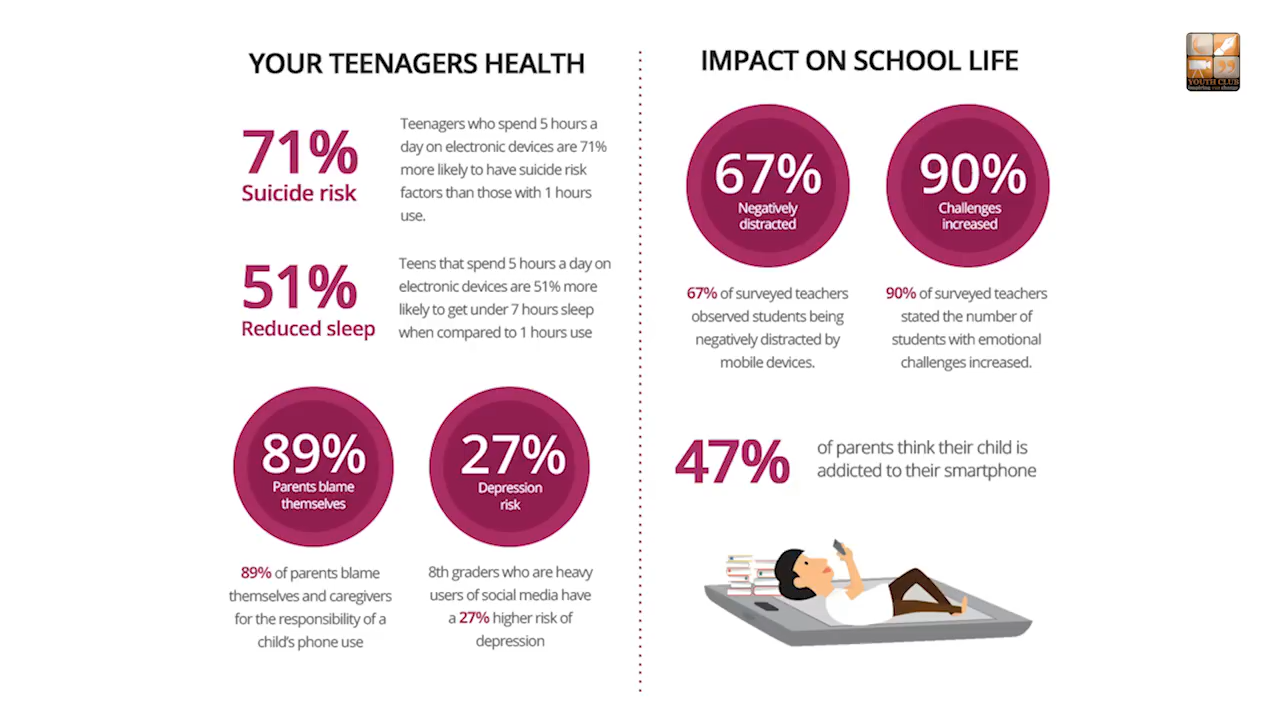 YOUR TEENAGERS HEALTH
71%
Suicide risk
Teenagers who spend 5 hours a
day on electronic devices are 71%
more likely to have suicide risk
factors than those with 1 hours
use.
51%
Reduced sleep
Teens that spend 5 hours a day on
electronic devices are 51% more
likely to get under 7 hours sleep
when compared to 1 hours use
89%
Parents blame
themselves
89% of parents blame
themselves and caregivers
for the responsibility of a
child's phone use
27%
Depression
risk
8th graders who are heavy
users of social media have
a 27% higher risk of
depression
IMPACT ON SCHOOL LIFE
67%
Negatively
distracted
67% of surveyed teachers
observed students being
negatively distracted by
mobile devices.
90%
Challenges
increased
90% of surveyed teachers
stated the number of
students with emotional
challenges increased.
47%
of parents think their child is
addicted to their smartphone
YOUTH CLUB